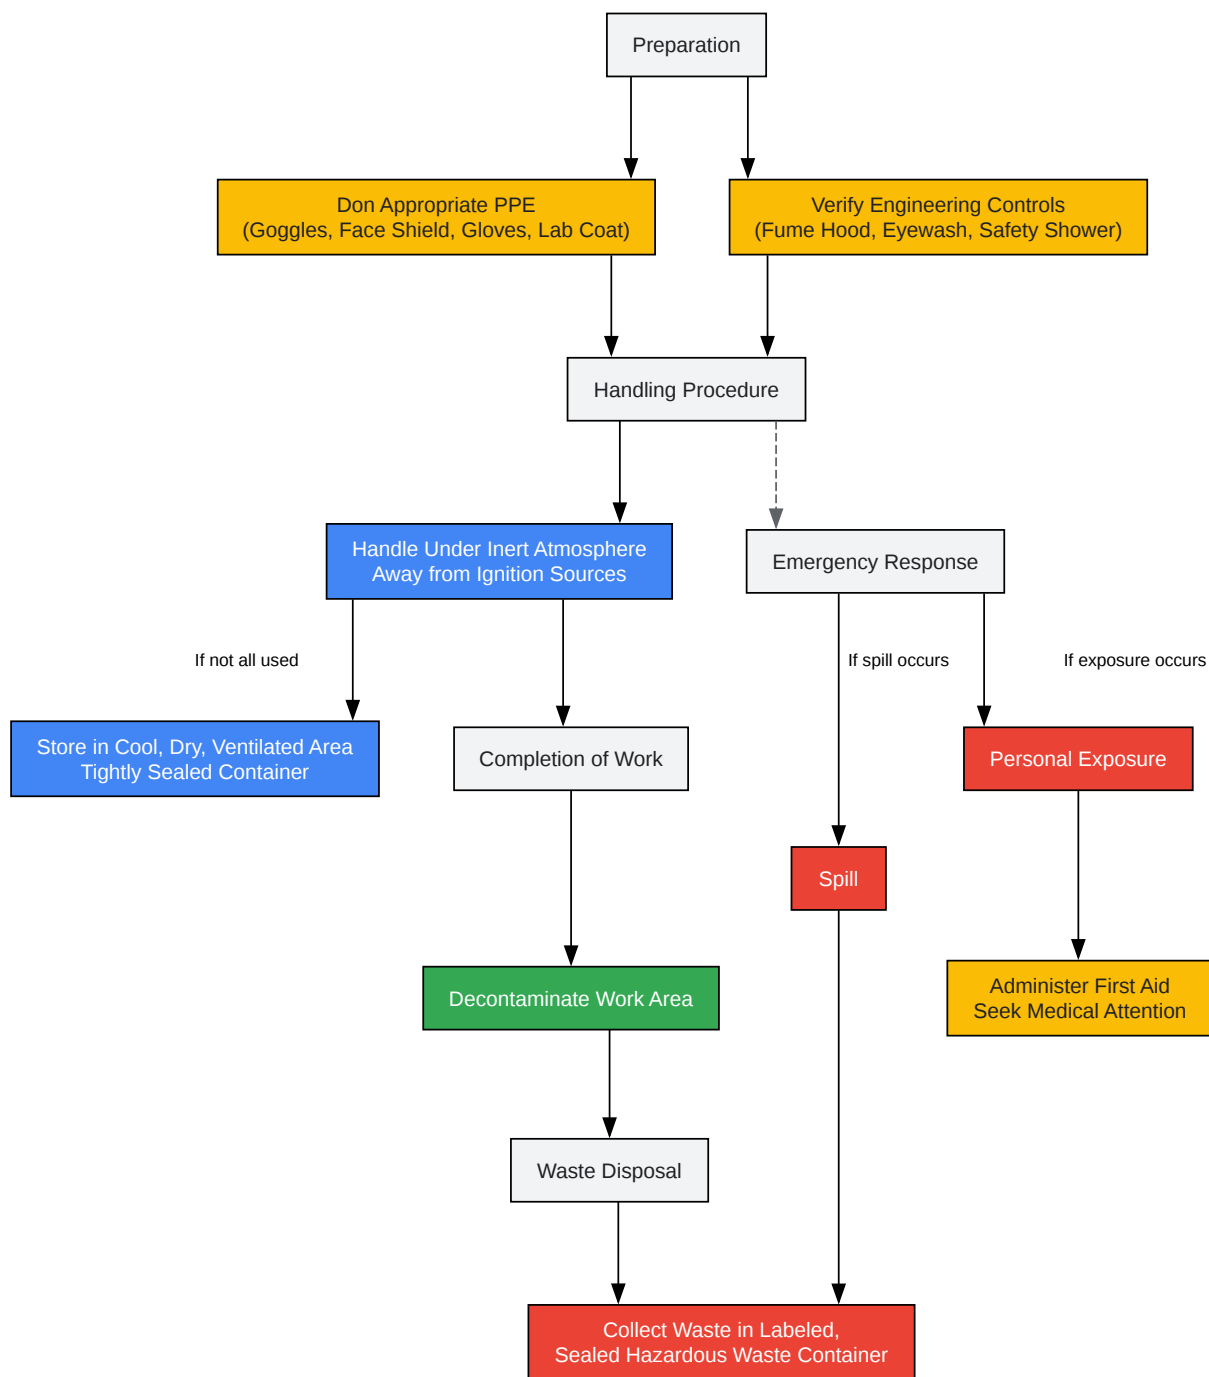 Preparation
Don Appropriate PPE
(Goggles, Face Shield, Gloves, Lab Coat)
Verify Engineering Controls
(Fume Hood, Eyewash, Safety Shower)
Handling Procedure
Handle Under Inert Atmosphere
Away from Ignition Sources
Emergency Response
If not all used
If spill occurs
If exposure occurs
Store in Cool, Dry, Ventilated Area
Tightly Sealed Container
Completion of Work
Personal Exposure
Spill
Decontaminate Work Area
Administer First Aid
Seek Medical Attention
Waste Disposal
Collect Waste in Labeled,
Sealed Hazardous Waste Container